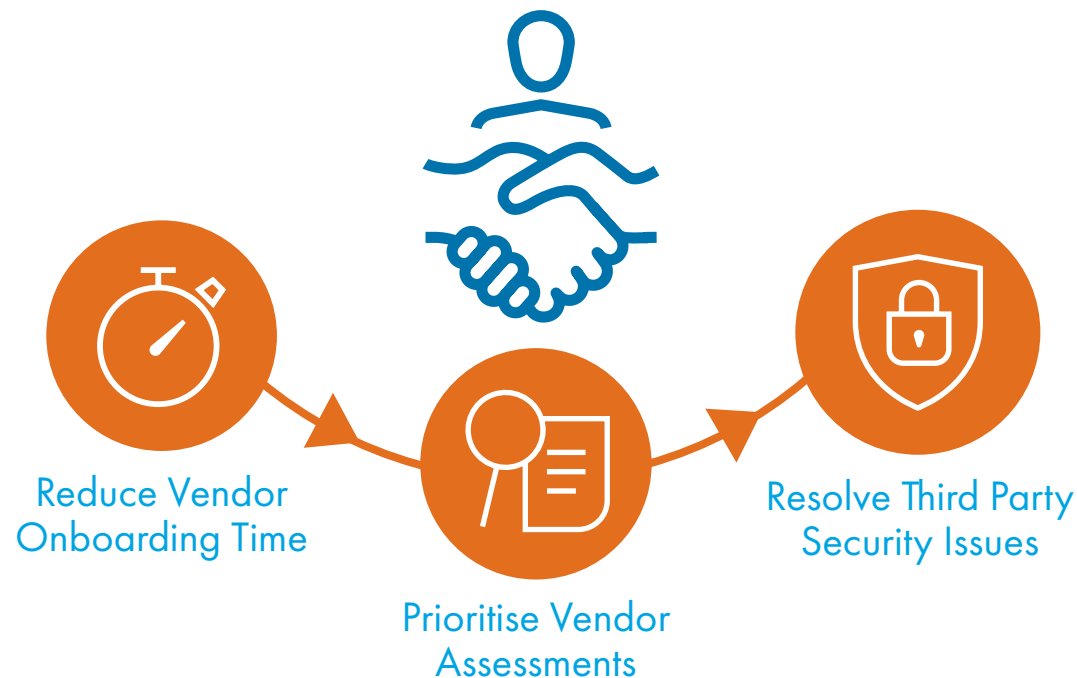 Reduce Vendor
Onboarding Time
Prioritise Vendor
Assessments
Resolve Third Party
Security Issues